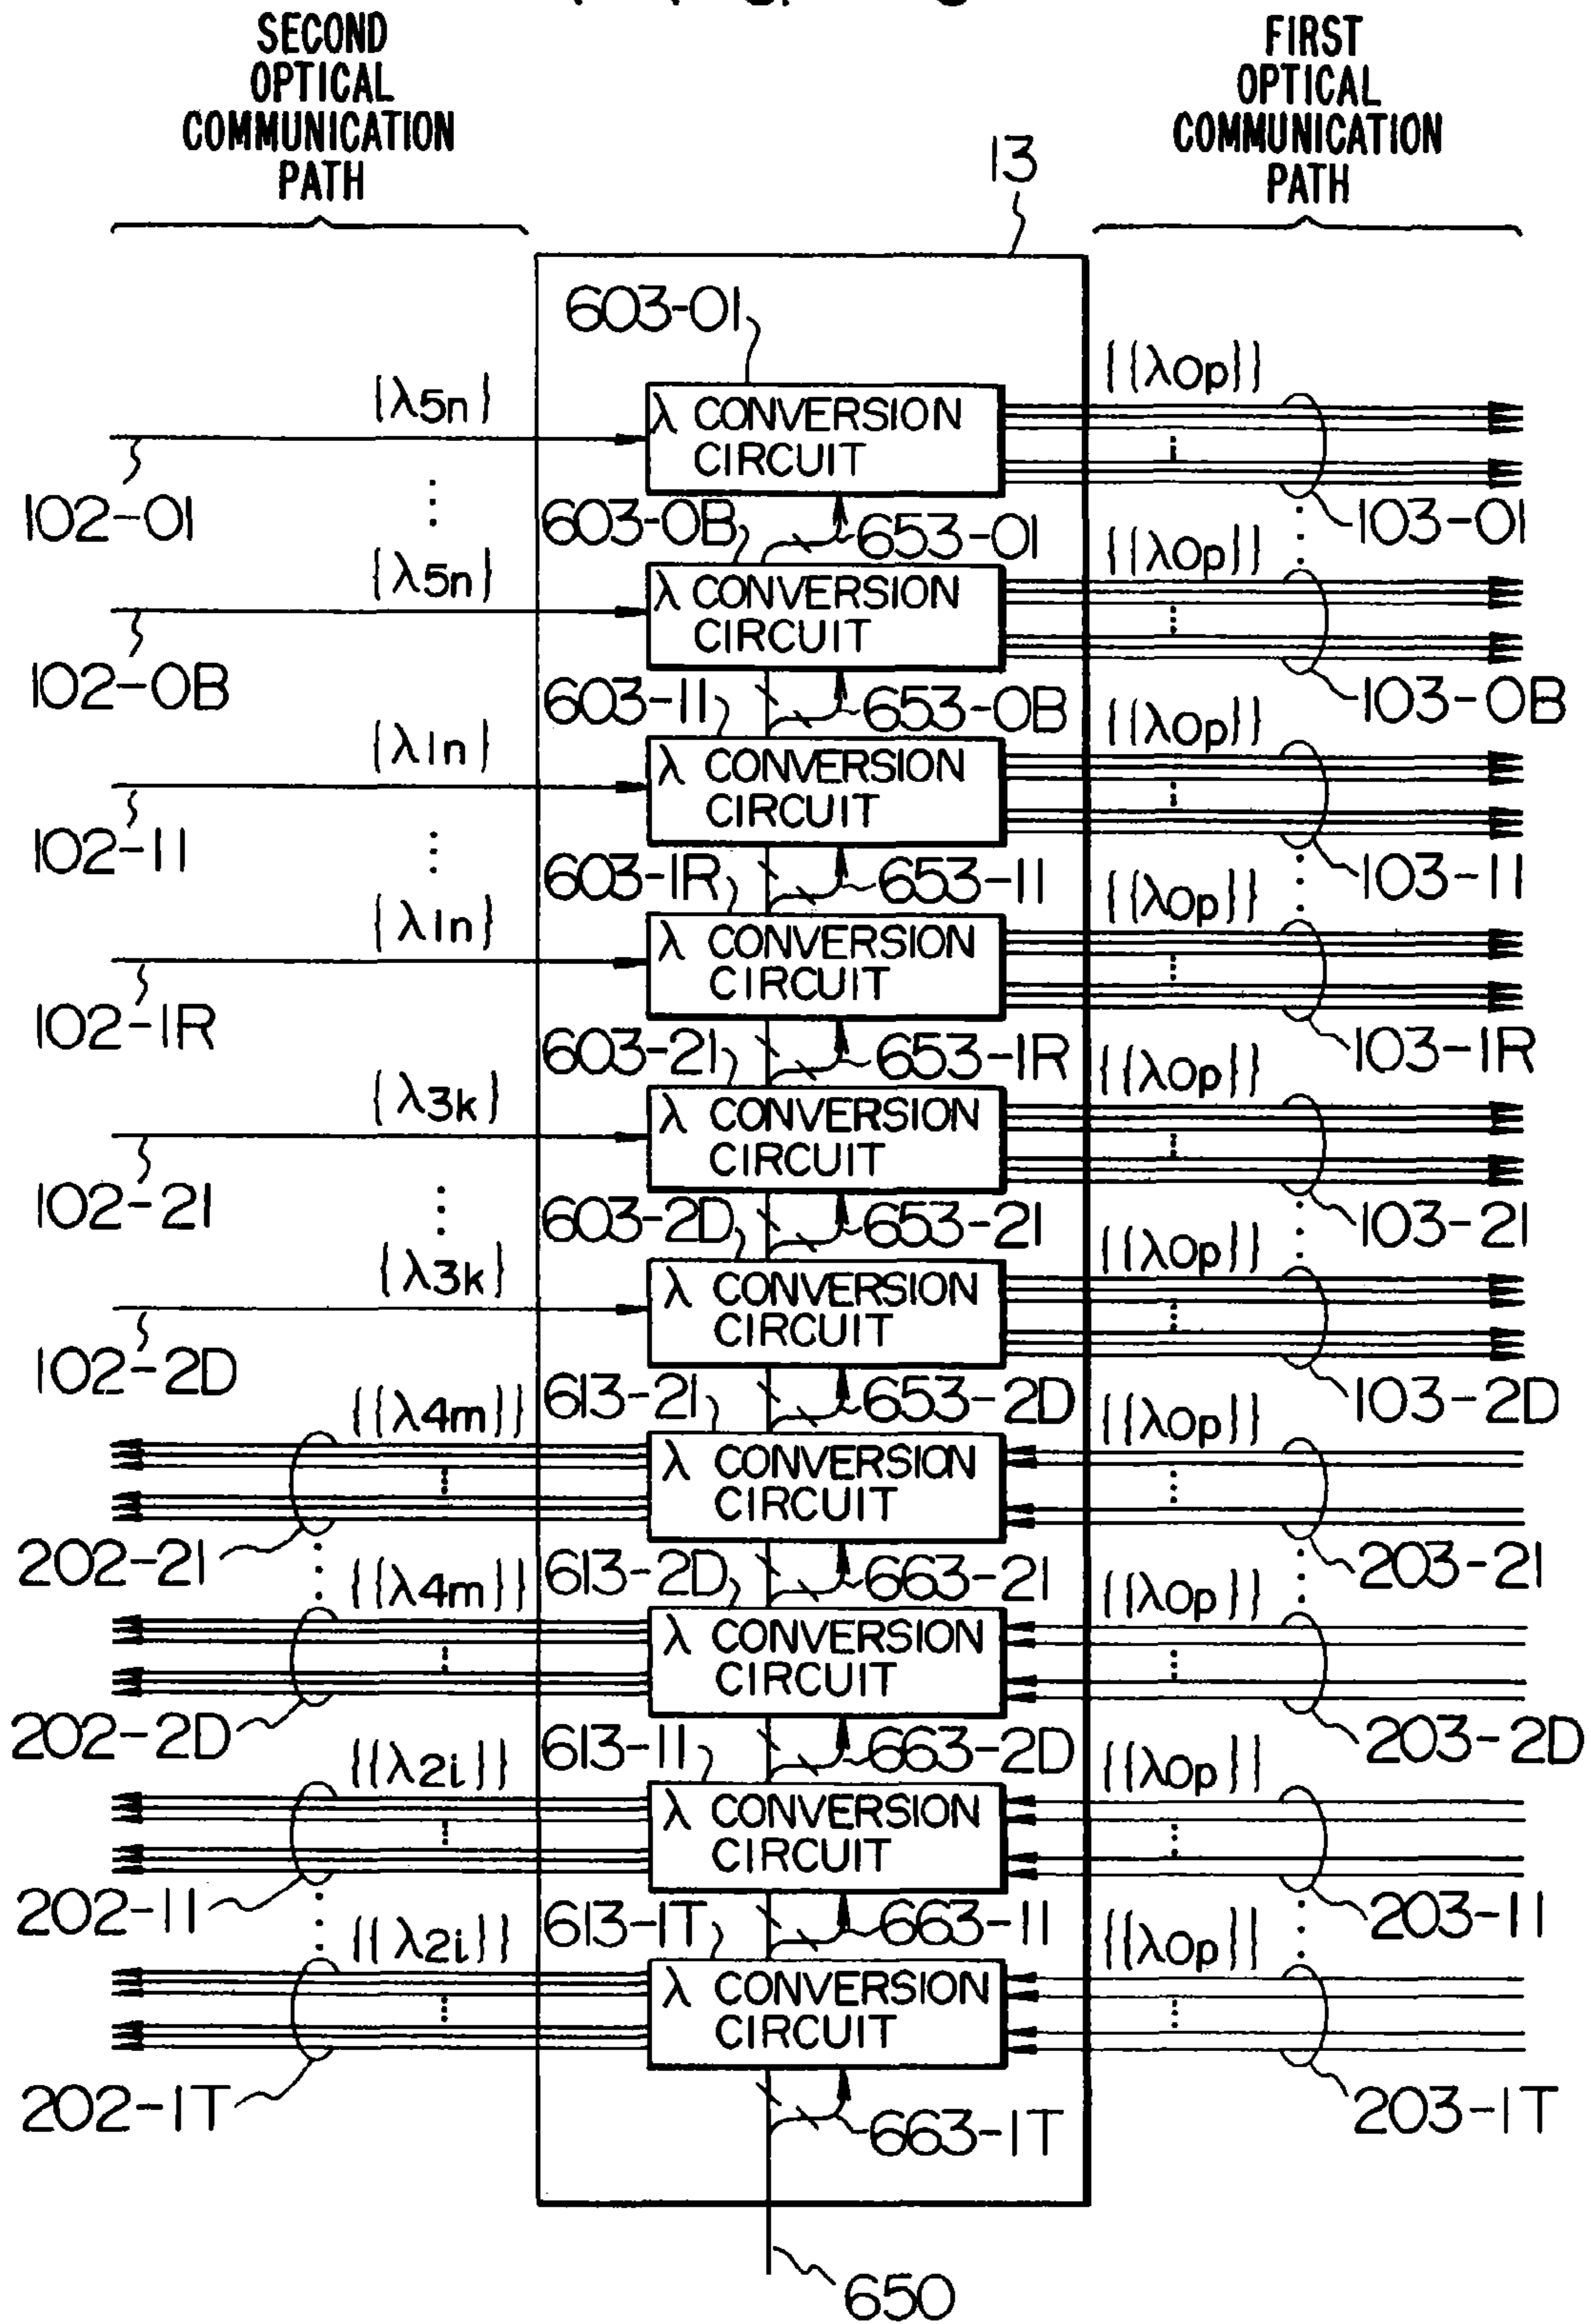 SECOND
OPTICAL
COMMUNICATION
PATH
FIRST
OPTICAL
COMMUNICATION
PATH
13
603-01
{λ5n}
λ CONVERSION
CIRCUIT
{{λ0p}}
102-01
⋮
603-0B
653-01
103-01
{λ5n}
λ CONVERSION
CIRCUIT
{{λ0p}}
102-0B
603-11
653-0B
103-0B
{λ1n}
λ CONVERSION
CIRCUIT
{{λ0p}}
102-11
⋮
603-1R
653-11
103-11
{λ1n}
λ CONVERSION
CIRCUIT
{{λ0p}}
102-1R
603-21
653-1R
103-1R
{λ3k}
λ CONVERSION
CIRCUIT
{{λ0p}}
102-21
⋮
603-2D
653-21
103-21
{λ3k}
λ CONVERSION
CIRCUIT
{{λ0p}}
102-2D
613-21
653-2D
103-2D
{{λ4m}}
λ CONVERSION
CIRCUIT
{{λ0p}}
202-21
613-2D
663-21
203-21
{{λ4m}}
λ CONVERSION
CIRCUIT
{{λ0p}}
202-2D
613-11
663-2D
203-2D
{{λ2i}}
λ CONVERSION
CIRCUIT
{{λ0p}}
202-11
613-1T
663-11
203-11
{{λ2i}}
λ CONVERSION
CIRCUIT
{{λ0p}}
202-1T
663-1T
203-1T
650